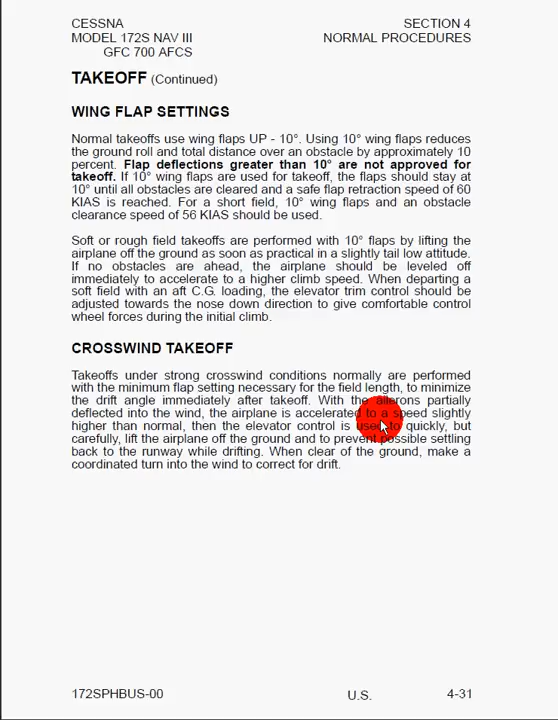 CESSNA
SECTION 4
MODEL 172S NAV III
NORMAL PROCEDURES
GFC 700 AFCS
TAKEOFF (Continued)
WING FLAP SETTINGS
Normal takeoffs use wing flaps UP - 10°. Using 10° wing flaps reduces
the ground roll and total distance over an obstacle by approximately 10
percent. Flap deflections greater than 10° are not approved for
takeoff. If 10° wing flaps are used for takeoff, the flaps should stay at
10° until all obstacles are cleared and a safe flap retraction speed of 60
KIAS is reached. For a short field, 10° wing flaps and an obstacle
clearance speed of 56 KIAS should be used.
Soft or rough field takeoffs are performed with 10° flaps by lifting the
airplane off the ground as soon as practical in a slightly tail low attitude.
If no obstacles are ahead, the airplane should be leveled off
immediately to accelerate to a higher climb speed. When departing a
soft field with an aft C.G. loading, the elevator trim control should be
adjusted towards the nose down direction to give comfortable control
wheel forces during the initial climb.
CROSSWIND TAKEOFF
Takeoffs under strong crosswind conditions normally are performed
with the minimum flap setting necessary for the field length, to minimize
the drift angle immediately after takeoff. With the ailerons partially
deflected into the wind, the airplane is accelerated to a speed slightly
higher than normal, then the elevator control is used to quickly, but
carefully, lift the airplane off the ground and to prevent possible settling
back to the runway while drifting. When clear of the ground, make a
coordinated turn into the wind to correct for drift.
172SPHBUS-00
U.S.
4-31